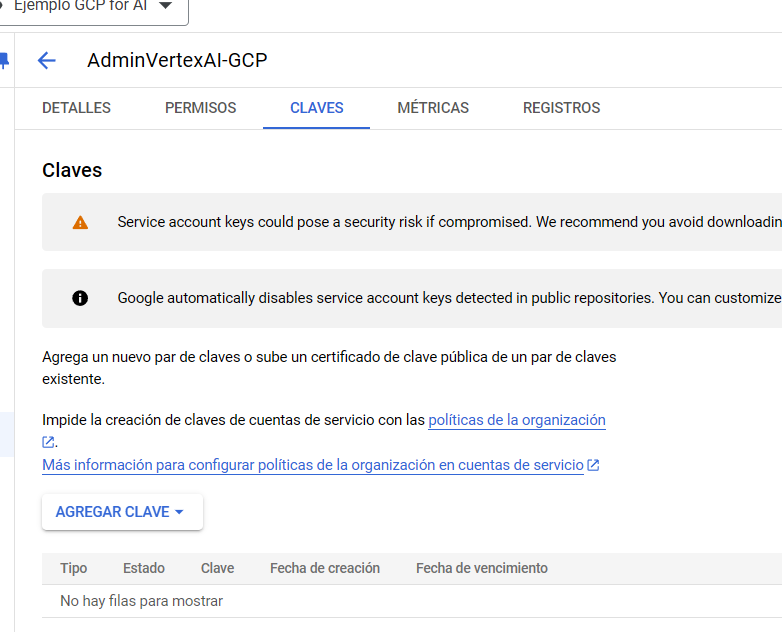 Ejemplo GCP for AI
AdminVertexAI-GCP
DETALLES PERMISOS CLAVES MÉTRICAS REGISTROS
Claves
Service account keys could pose a security risk if compromised. We recommend you avoid downloadin
Google automatically disables service account keys detected in public repositories. You can customize
Agrega un nuevo par de claves o sube un certificado de clave pública de un par de claves
existente.
Impide la creación de claves de cuentas de servicio con las políticas de la organización
.
Más información para configurar políticas de la organización en cuentas de servicio
AGREGAR CLAVE
Tipo Estado Clave Fecha de creación Fecha de vencimiento
No hay filas para mostrar